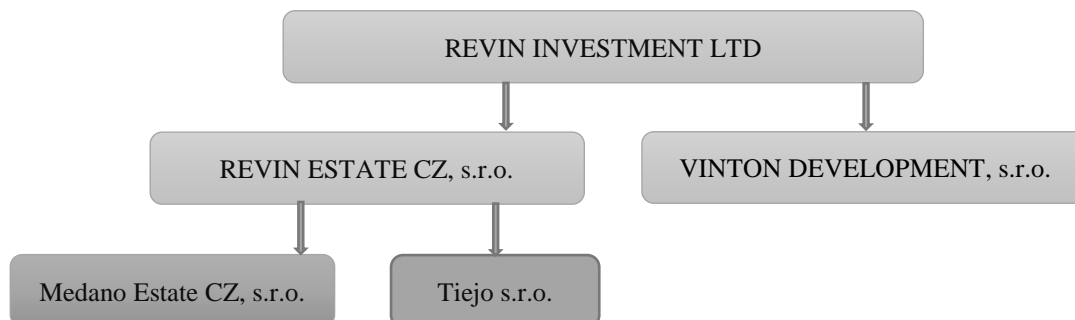 REVIN INVESTMENT LTD
REVIN ESTATE CZ, s.r.o.
VINTON DEVELOPMENT, s.r.o.
Medano Estate CZ, s.r.o.
Tiejo s.r.o.